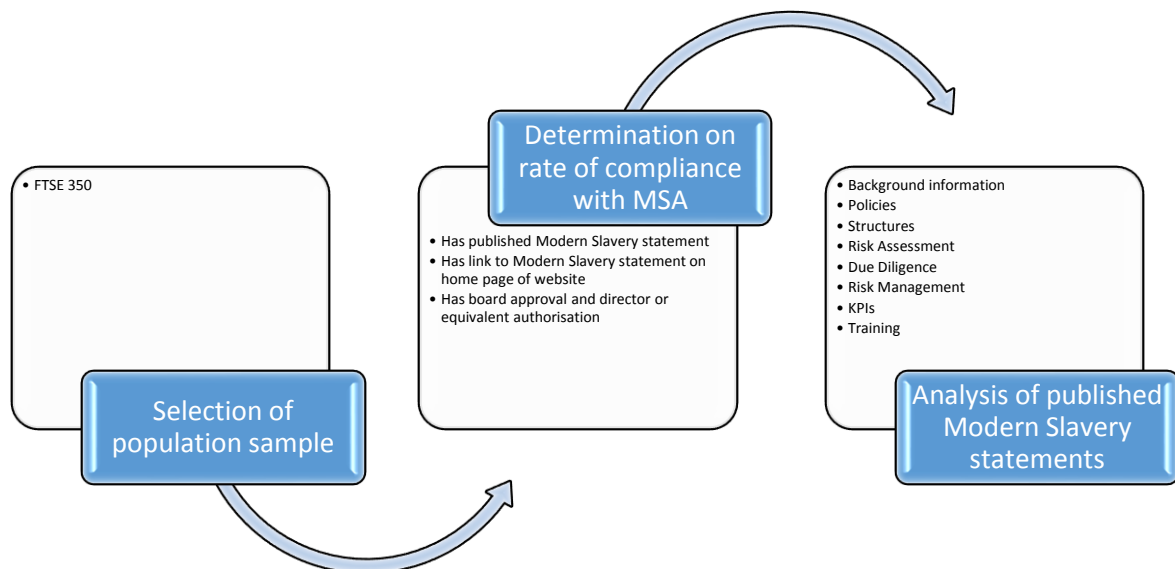 • FTSE 350
Selection of
population sample
Determination on
rate of compliance
with MSA
• Has published Modern Slavery statement
• Has link to Modern Slavery statement on
home page of website
• Has board approval and director or
equivalent authorisation
• Background information
• Policies
• Structures
• Risk Assessment
• Due Diligence
• Risk Management
• KPIs
• Training
Analysis of published
Modern Slavery
statements